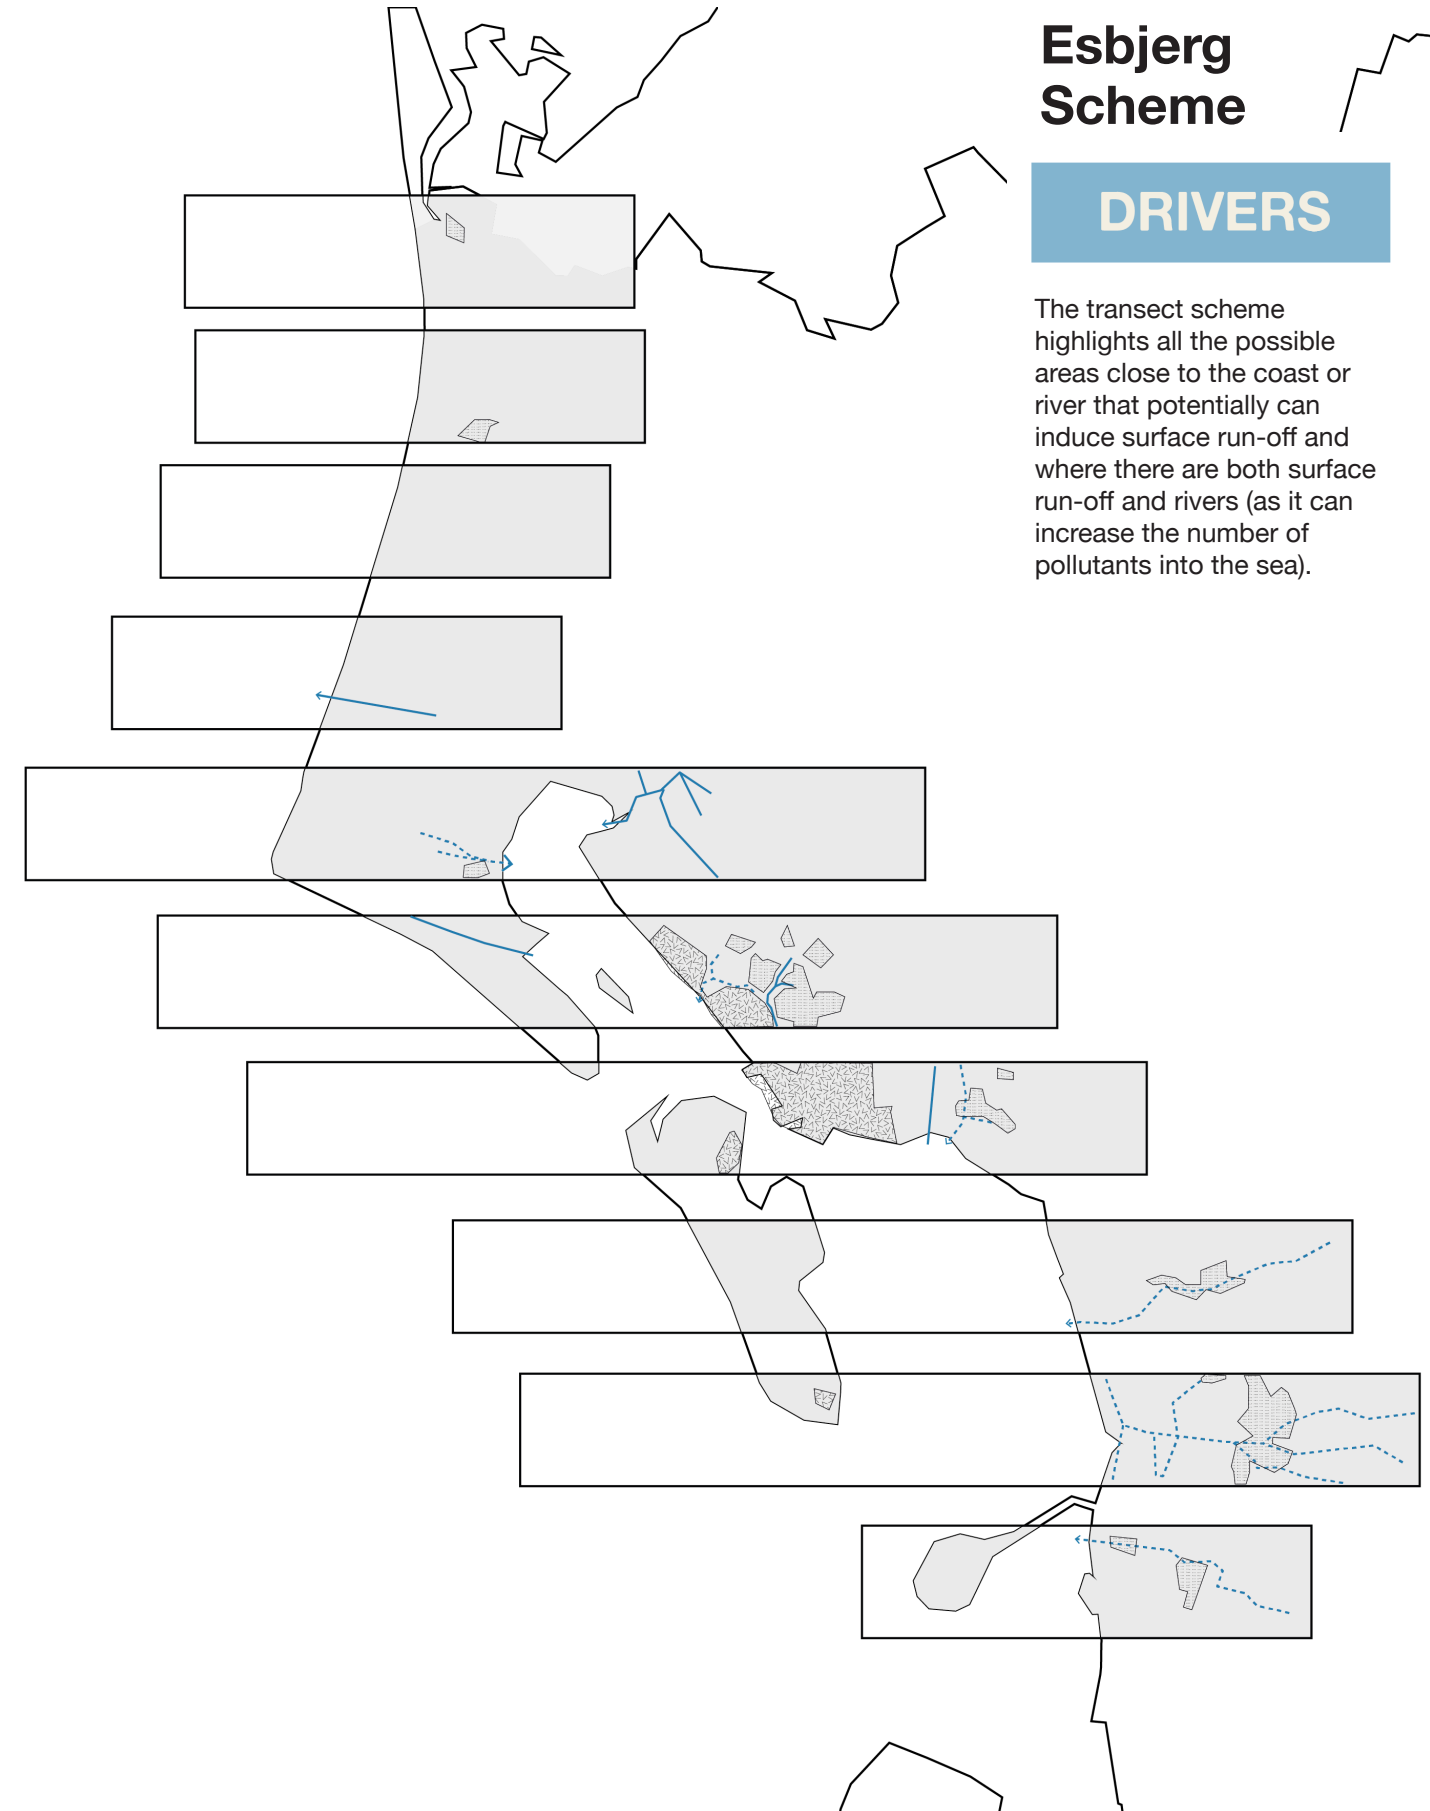 Esbjerg
Scheme
DRIVERS
The transect scheme
highlights all the possible
areas close to the coast or
river that potentially can
induce surface run-off and
where there are both surface
run-off and rivers (as it can
increase the number of
pollutants into the sea).